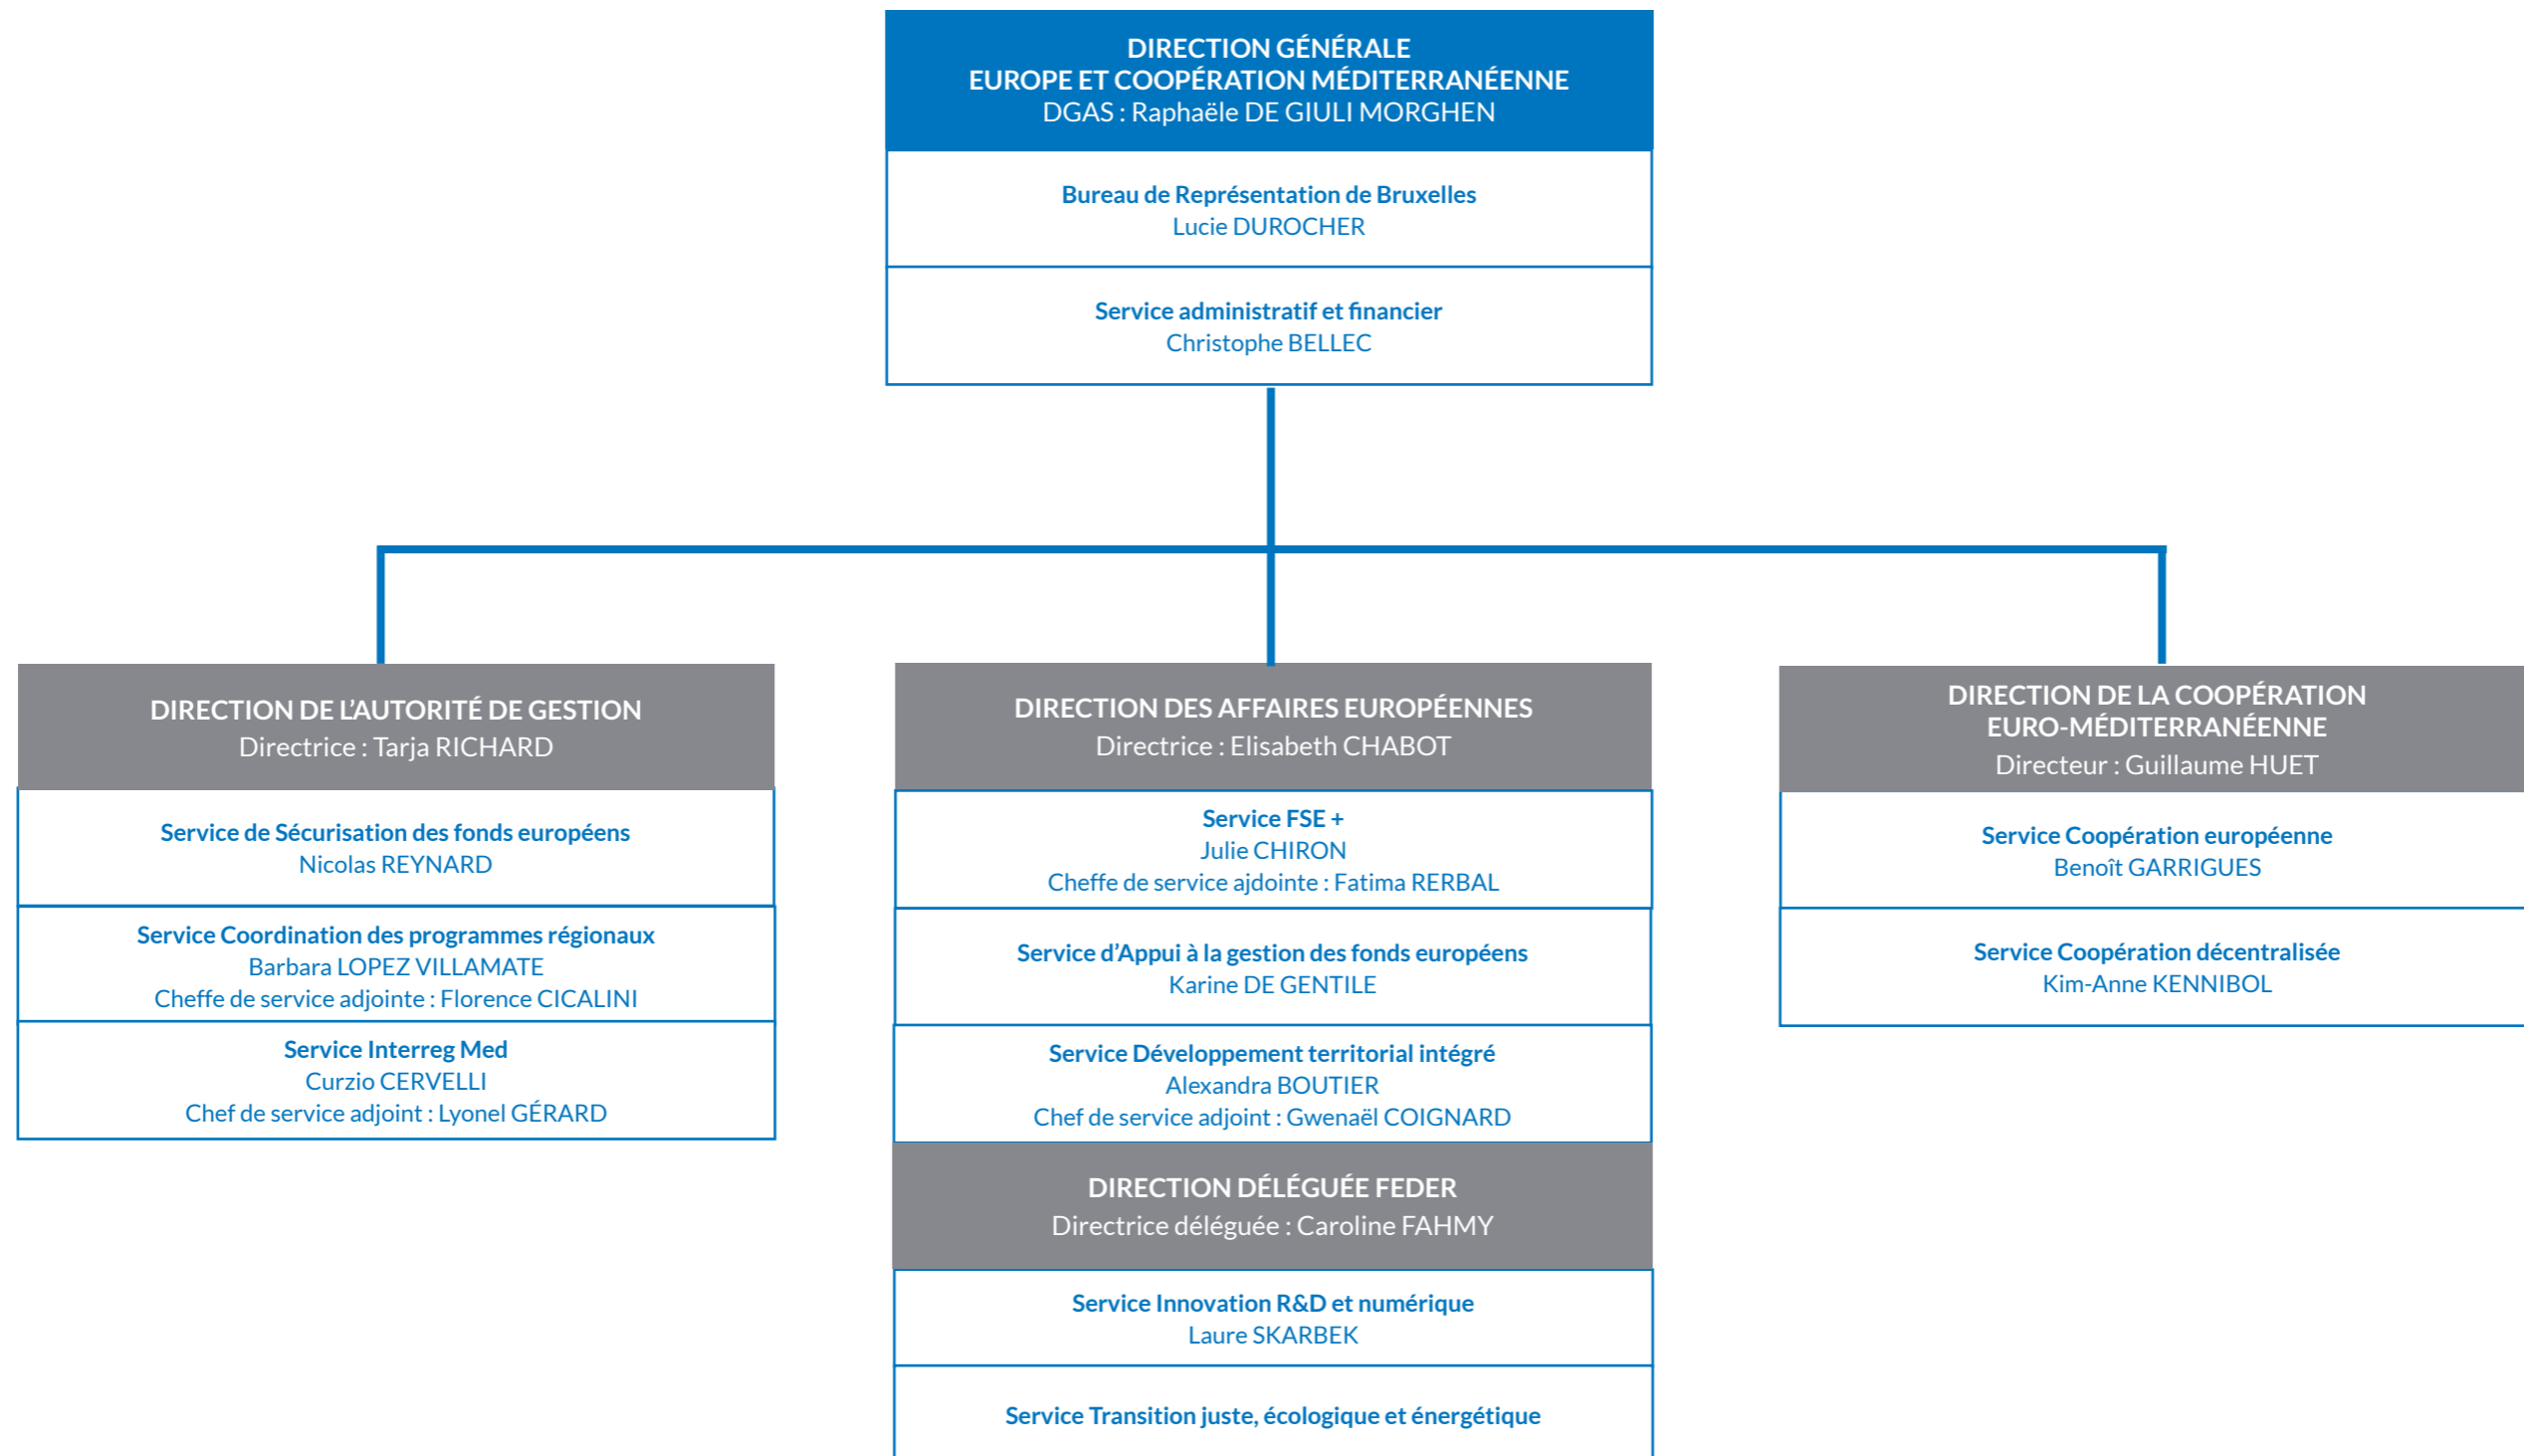 DIRECTION GÉNÉRALE
EUROPE ET COOPÉRATION MÉDITERRANÉENNE
DGAS : Raphaële DE GIULI MORGHEN
Bureau de Représentation de Bruxelles
Lucie DUROCHER
Service administratif et financier
Christophe BELLEC
DIRECTION DE L’AUTORITÉ DE GESTION
Directrice : Tarja RICHARD
Service de Sécurisation des fonds européens
Nicolas REYNARD
Service Coordination des programmes régionaux
Barbara LOPEZ VILLAMATE
Cheffe de service adjointe : Florence CICALINI
Service Interreg Med
Curzio CERVELLI
Chef de service adjoint : Lyonel GÉRARD
DIRECTION DES AFFAIRES EUROPÉENNES
Directrice : Elisabeth CHABOT
Service FSE +
Julie CHIRON
Cheffe de service ajdointe : Fatima RERBAL
Service d’Appui à la gestion des fonds européens
Karine DE GENTILE
Service Développement territorial intégré
Alexandra BOUTIER
Chef de service adjoint : Gwenaël COIGNARD
DIRECTION DÉLÉGUÉE FEDER
Directrice déléguée : Caroline FAHMY
Service Innovation R&D et numérique
Laure SKARBEK
Service Transition juste, écologique et énergétique
DIRECTION DE LA COOPÉRATION
EURO-MÉDITERRANÉENNE
Directeur : Guillaume HUET
Service Coopération européenne
Benoît GARRIGUES
Service Coopération décentralisée
Kim-Anne KENNIBOL